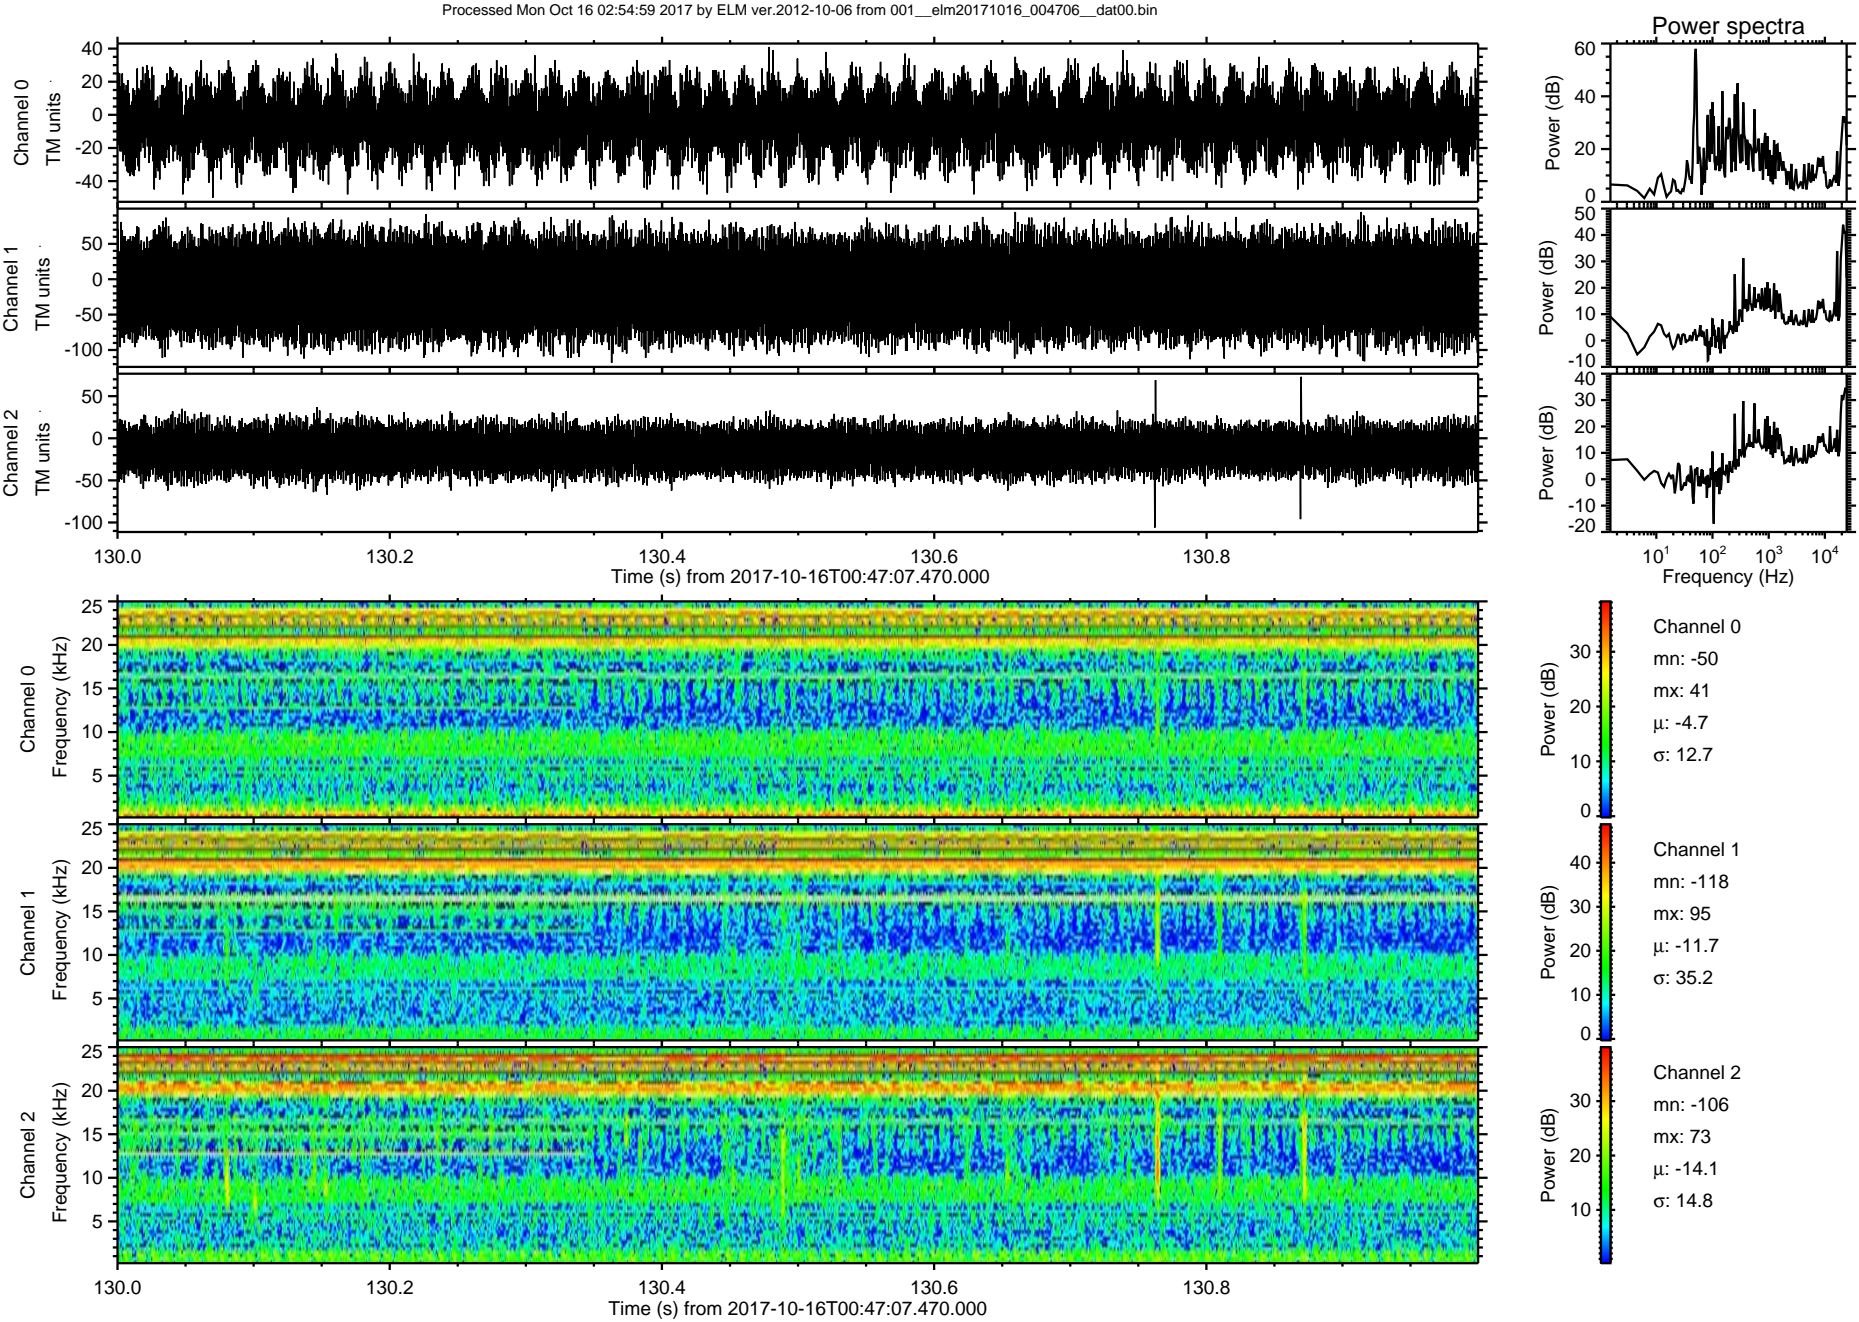 Processed Mon Oct 16 02:54:59 2017 by ELM ver.2012-10-06 from 001__elm20171016_004706__dat00.bin
Power spectra
Channel 0
TM units
40
20
0
-20
-40
Power (dB)
60
40
20
0
Channel 1
TM units
50
0
-50
-100
Power (dB)
50
40
30
20
10
0
-10
Channel 2
TM units
50
0
-50
-100
Power (dB)
40
30
20
10
0
-10
-20
130.0 130.2 130.4 130.6 130.8
Time (s) from 2017-10-16T00:47:07.470.000
10^1 10^2 10^3 10^4
Frequency (Hz)
Channel 0
Frequency (kHz)
25
20
15
10
5
Power (dB)
30
20
10
0
Channel 0
mn: -50
mx: 41
μ: -4.7
σ: 12.7
Channel 1
Frequency (kHz)
25
20
15
10
5
Power (dB)
40
30
20
10
0
Channel 1
mn: -118
mx: 95
μ: -11.7
σ: 35.2
Channel 2
Frequency (kHz)
25
20
15
10
5
Power (dB)
30
20
10
Channel 2
mn: -106
mx: 73
μ: -14.1
σ: 14.8
130.0 130.2 130.4 130.6 130.8
Time (s) from 2017-10-16T00:47:07.470.000